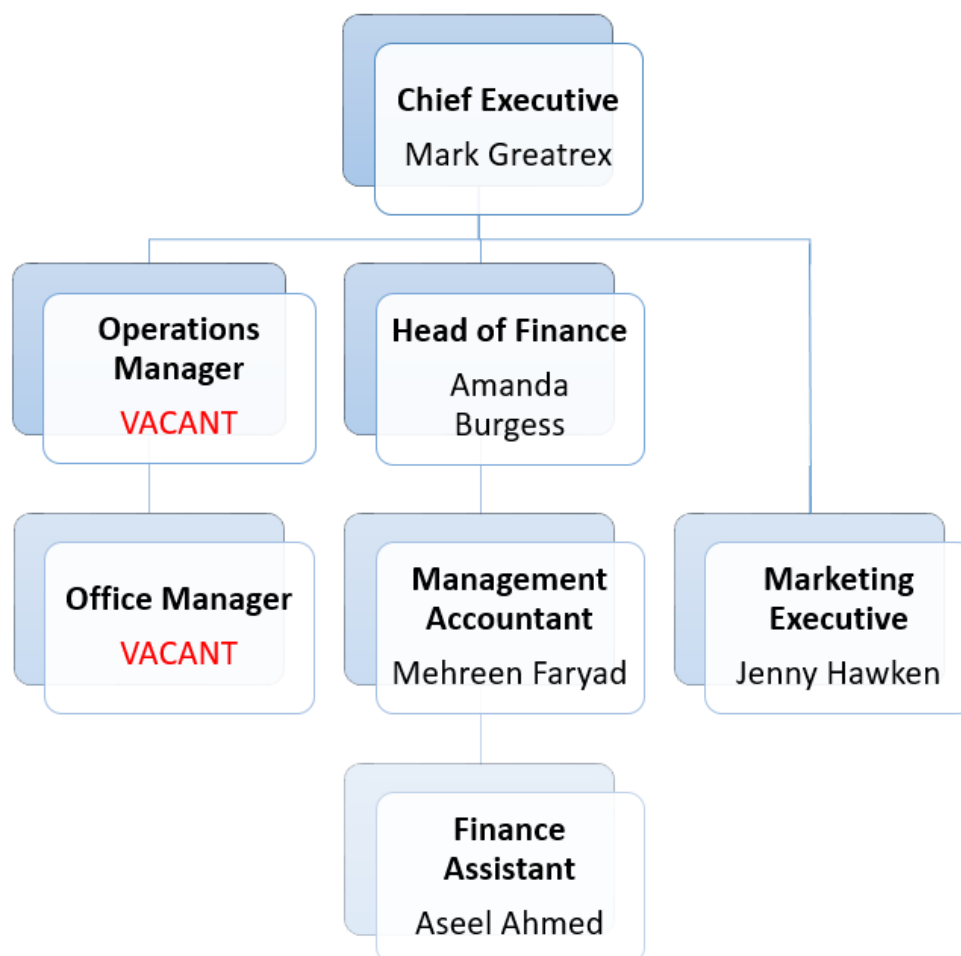 Chief Executive
Mark Greatrex
Operations
Manager
VACANT
Head of Finance
Amanda
Burgess
Office Manager
VACANT
Management
Accountant
Mehreen Faryad
Marketing
Executive
Jenny Hawken
Finance
Assistant
Aseel Ahmed